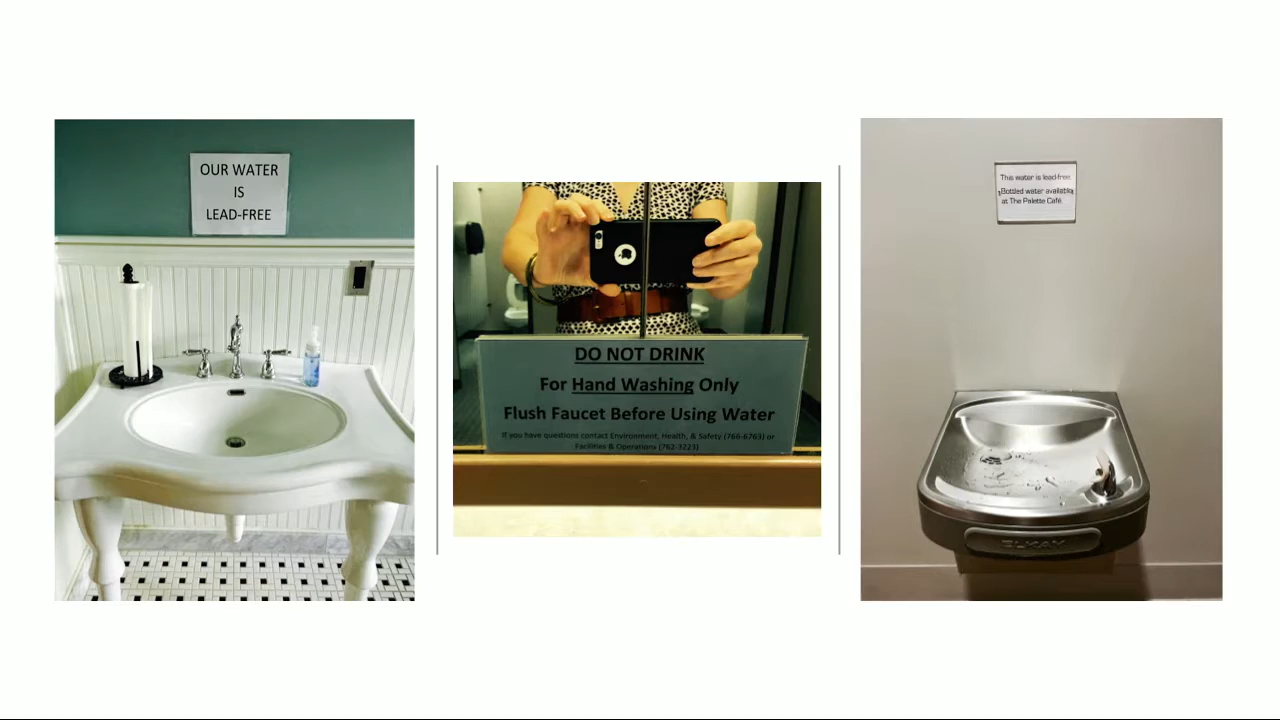 OUR WATER
IS
LEAD-FREE
DO NOT DRINK
For Hand Washing Only
Flush Faucet Before Using Water
If you have questions contact Environment, Health, & Safety (766-6763) or
Facilities & Operations (762-3223)
This water is lead-free.
Bottled water available
at The Palette Café.
ELKAY